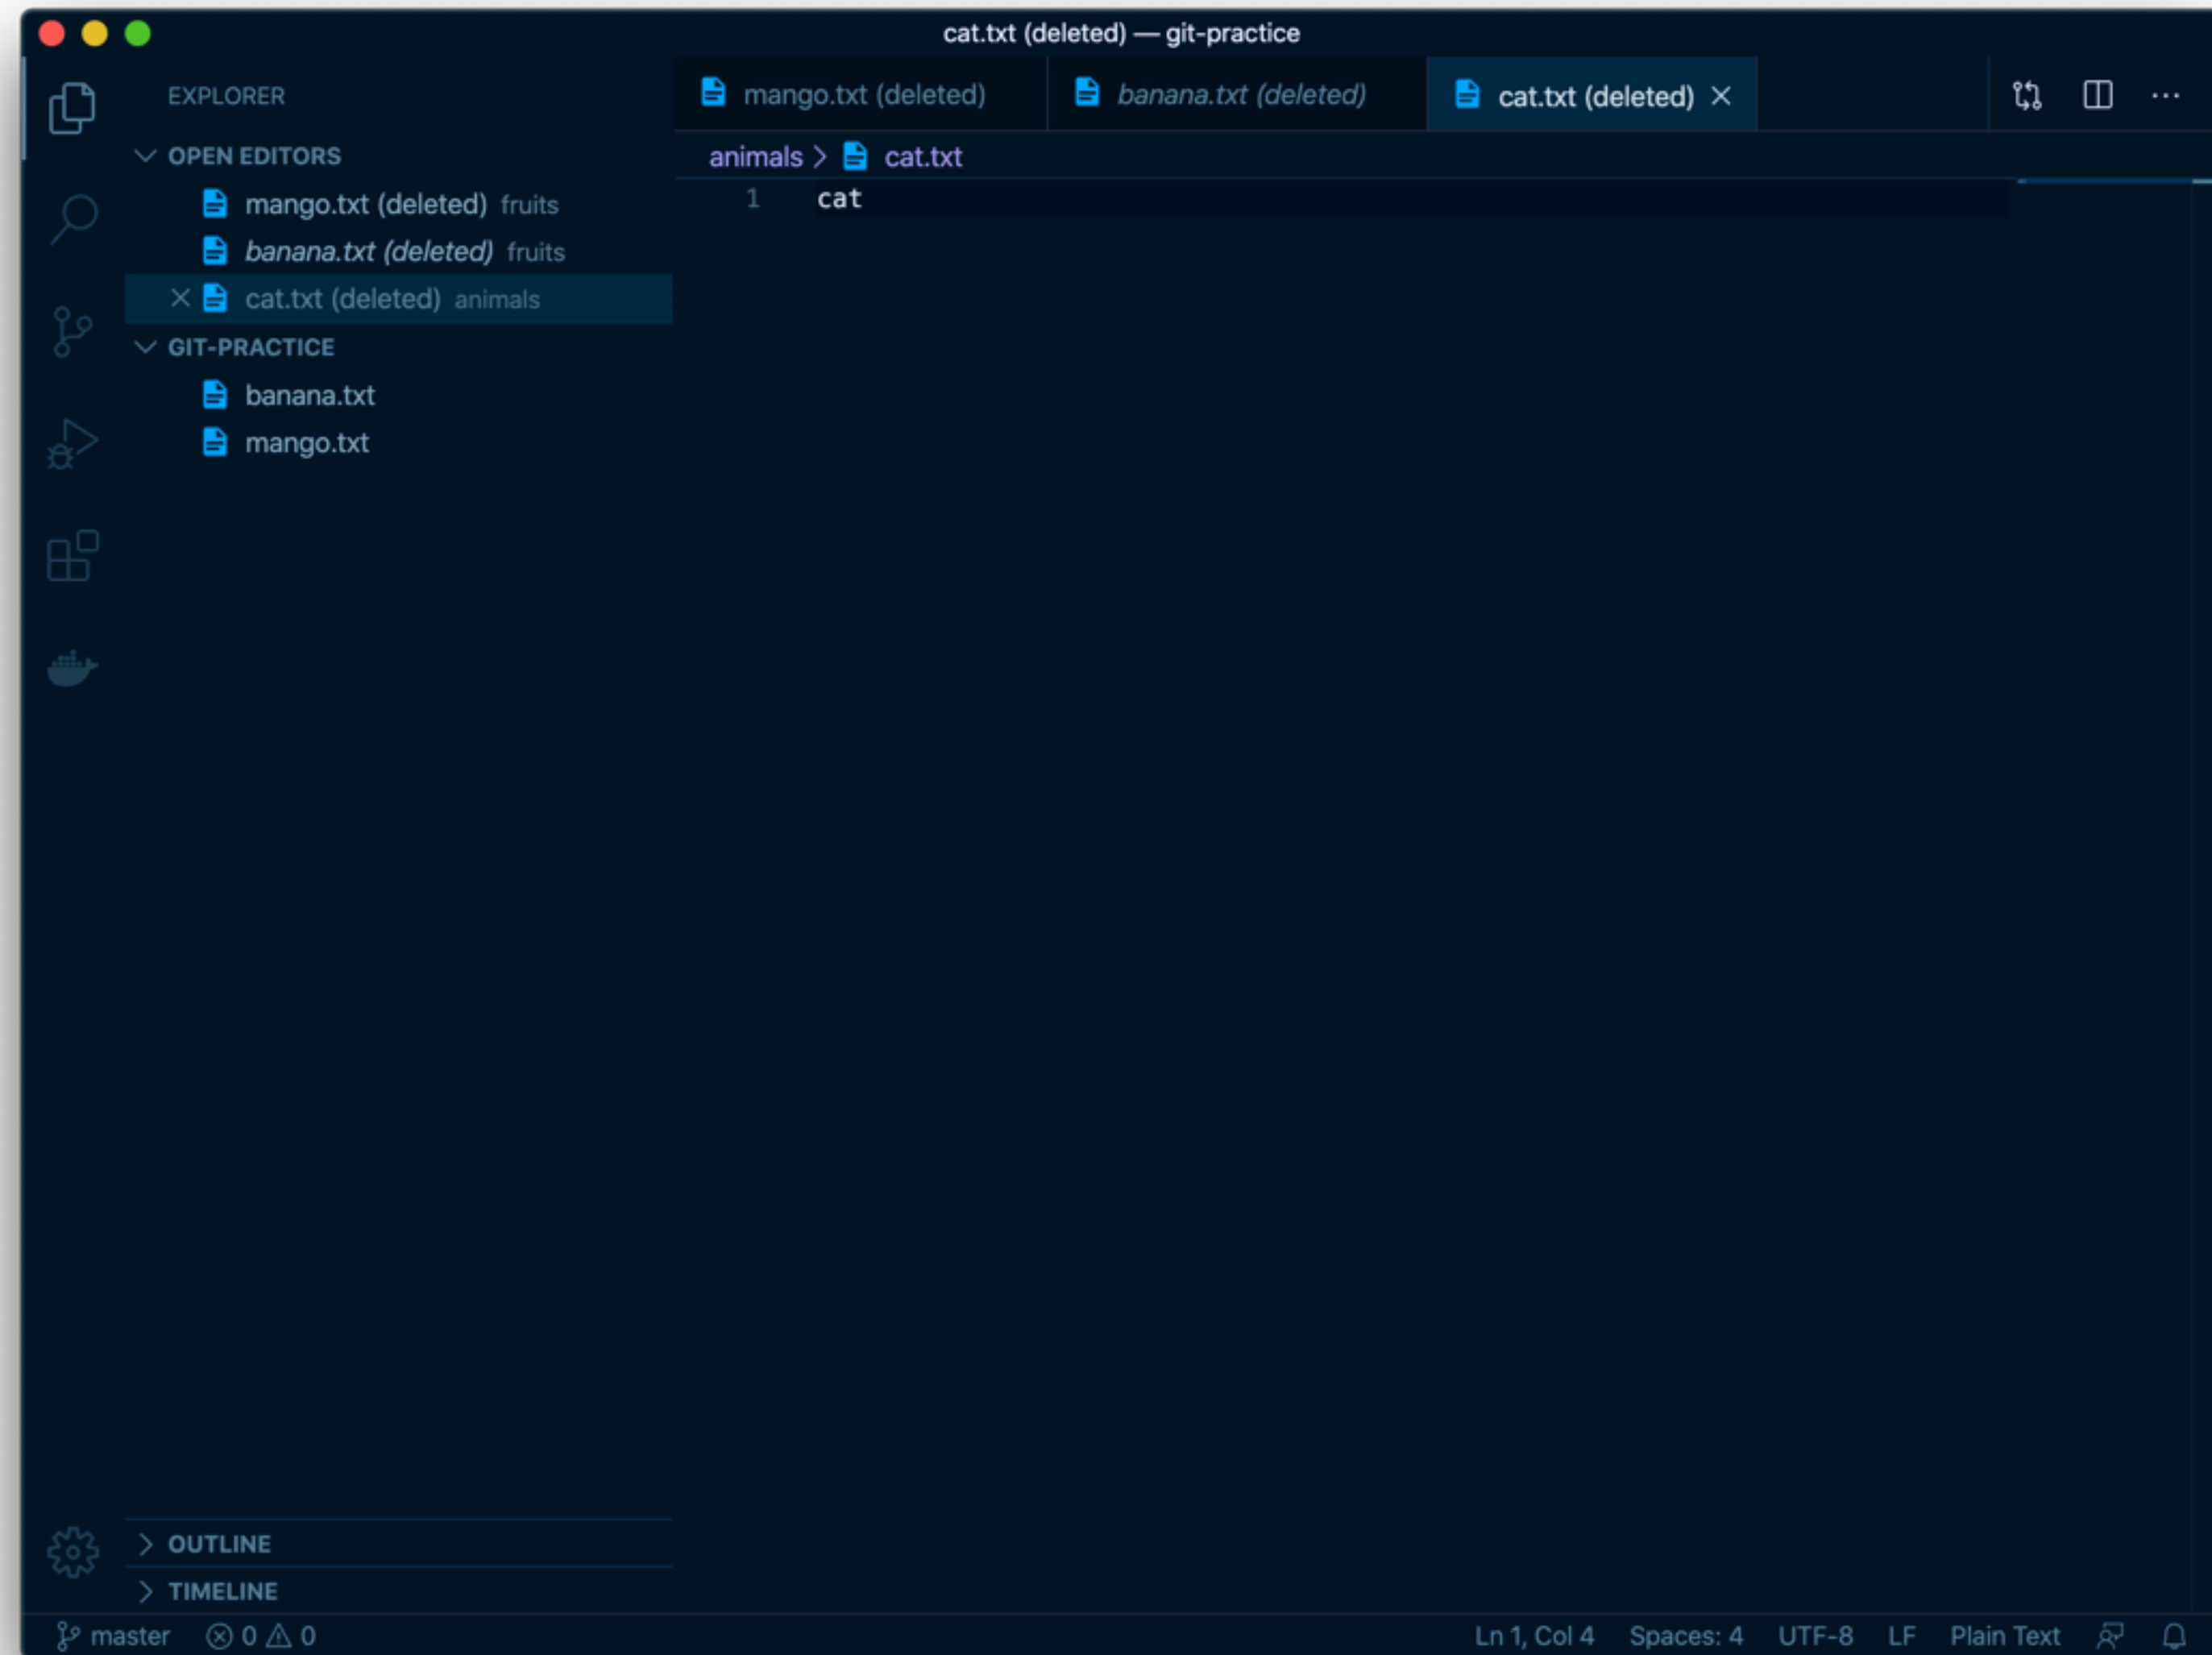 cat.txt (deleted) — git-practice
EXPLORER
OPEN EDITORS
mango.txt (deleted) fruits
banana.txt (deleted) fruits
cat.txt (deleted) animals
GIT-PRACTICE
banana.txt
mango.txt
OUTLINE
TIMELINE
mango.txt (deleted)
banana.txt (deleted)
cat.txt (deleted)
animals > cat.txt
1 cat
master 0 0
Ln 1, Col 4 Spaces: 4 UTF-8 LF Plain Text